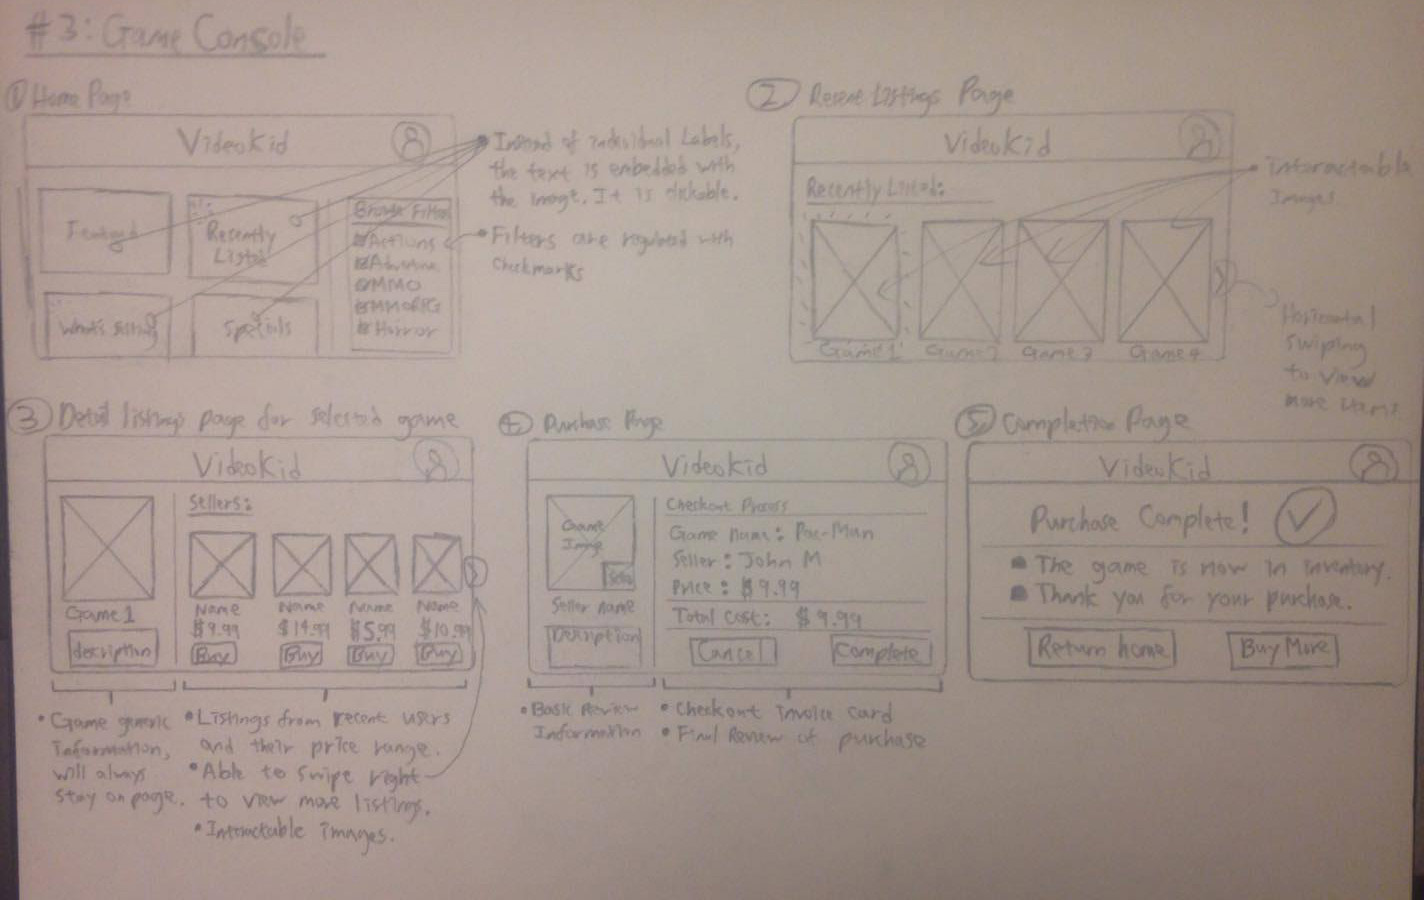 #3: Game Console
① Home Page
VideoKid
Featured
Recently
Listed
What's Selling
Specials
Browse Filter
Actions
Adventure
MMO
MMORPG
Horror
• Instead of individual Labels,
the text is embedded with
the image. It is clickable.
• Filters are regulated with
checkmarks
② Recent Listings Page
VideoKid
Recently Listed:
Game 1
Game 2
Game 3
Game 4
• interactable
Images
Horizontal
Swiping
to view
more items
③ Detail listings page for selected game
VideoKid
Game 1
decription
Sellers:
Name Name Name Name
$9.99 $14.99 $5.99 $10.99
Buy Buy Buy Buy
• Game generic
Information,
will always
stay on page.
• Listings from recent users
and their price range.
• Able to swipe right
to view more listings.
• Interactable images.
④ Purchase Page
VideoKid
Game
Image
Seller name
Decription
Checkout Process
Game name: Pac-Man
Seller: John M
Price: $9.99
Total Cost: $9.99
Cancel
Complete
• Basic Review
Information
• Checkout invoice card
• Final Review of purchase
⑤ Completion Page
VideoKid
Purchase Complete!
• The game is now in inventory.
• Thank you for your purchase.
Return home
Buy More